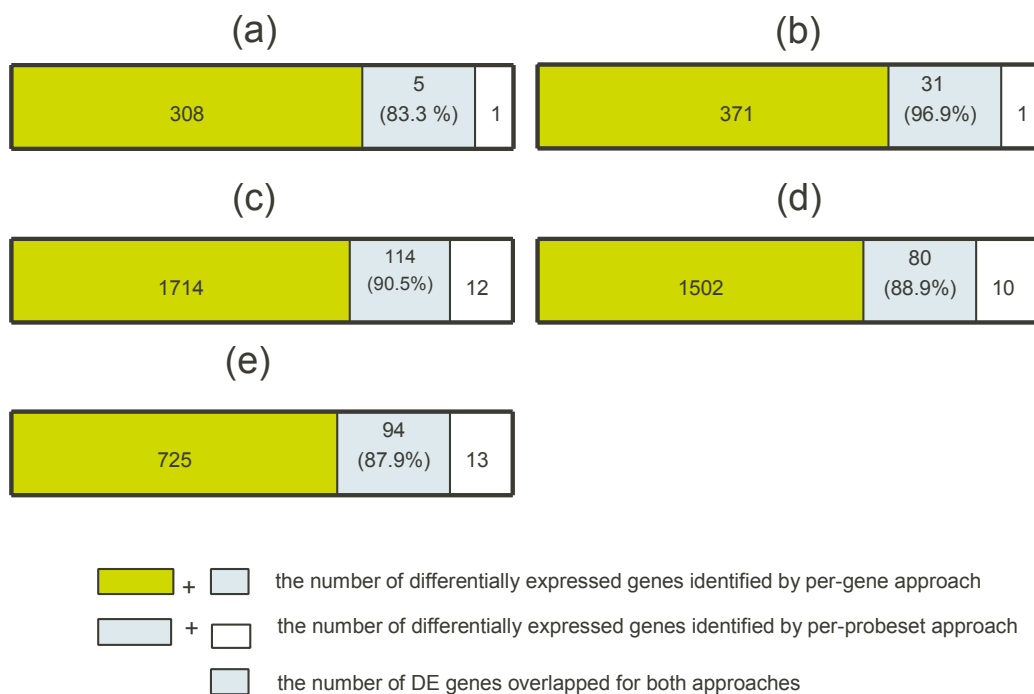 (a)
308
5
(83.3 %)
1
(b)
371
31
(96.9%)
1
(c)
1714
114
(90.5%)
12
(d)
1502
80
(88.9%)
10
(e)
725
94
(87.9%)
13
+ the number of differentially expressed genes identified by per-gene approach
+ the number of differentially expressed genes identified by per-probeset approach
the number of DE genes overlapped for both approaches